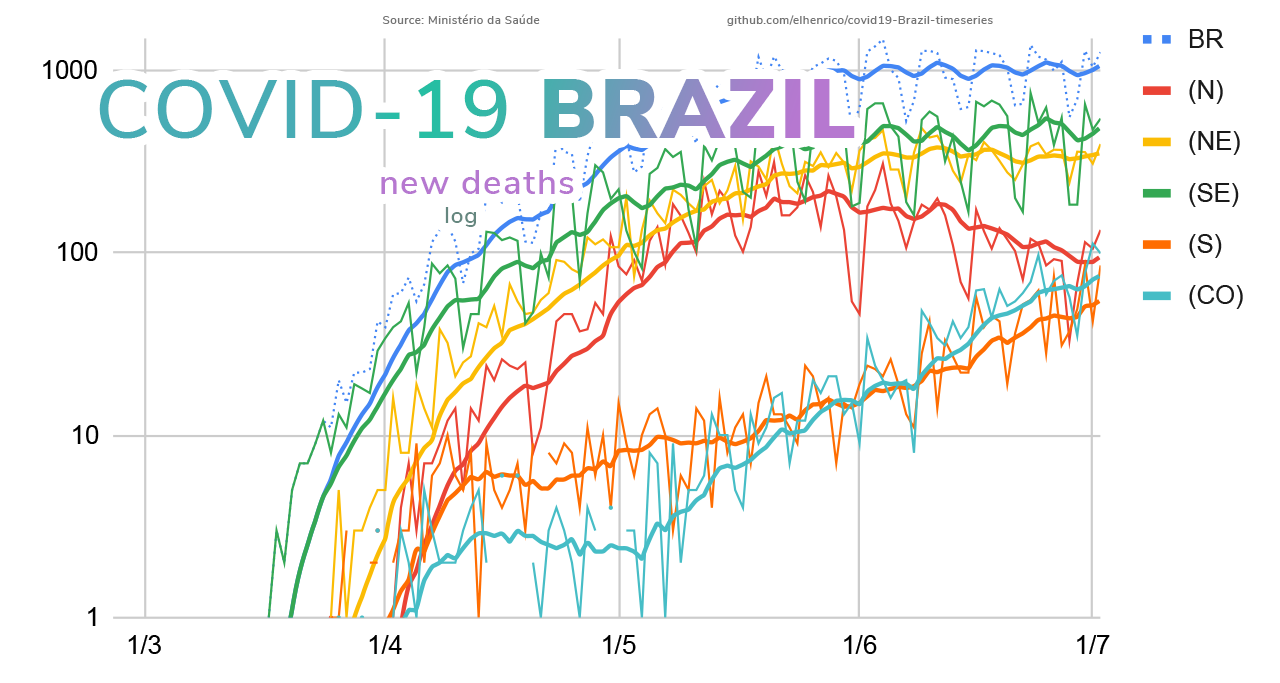 Source: Ministério da Saúde
github.com/elhenrico/covid19-Brazil-timeseries
COVID-19 BRAZIL
new deaths
log
1000
100
10
1
1/3
1/4
1/5
1/6
1/7
BR
(N)
(NE)
(SE)
(S)
(CO)